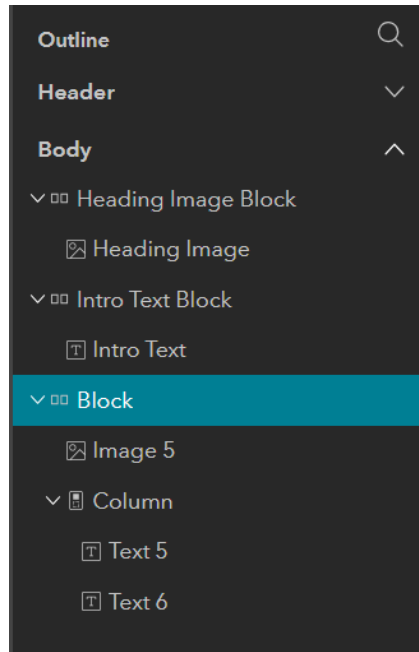 Outline
Header
Body
Heading Image Block
Heading Image
Intro Text Block
Intro Text
Block
Image 5
Column
Text 5
Text 6